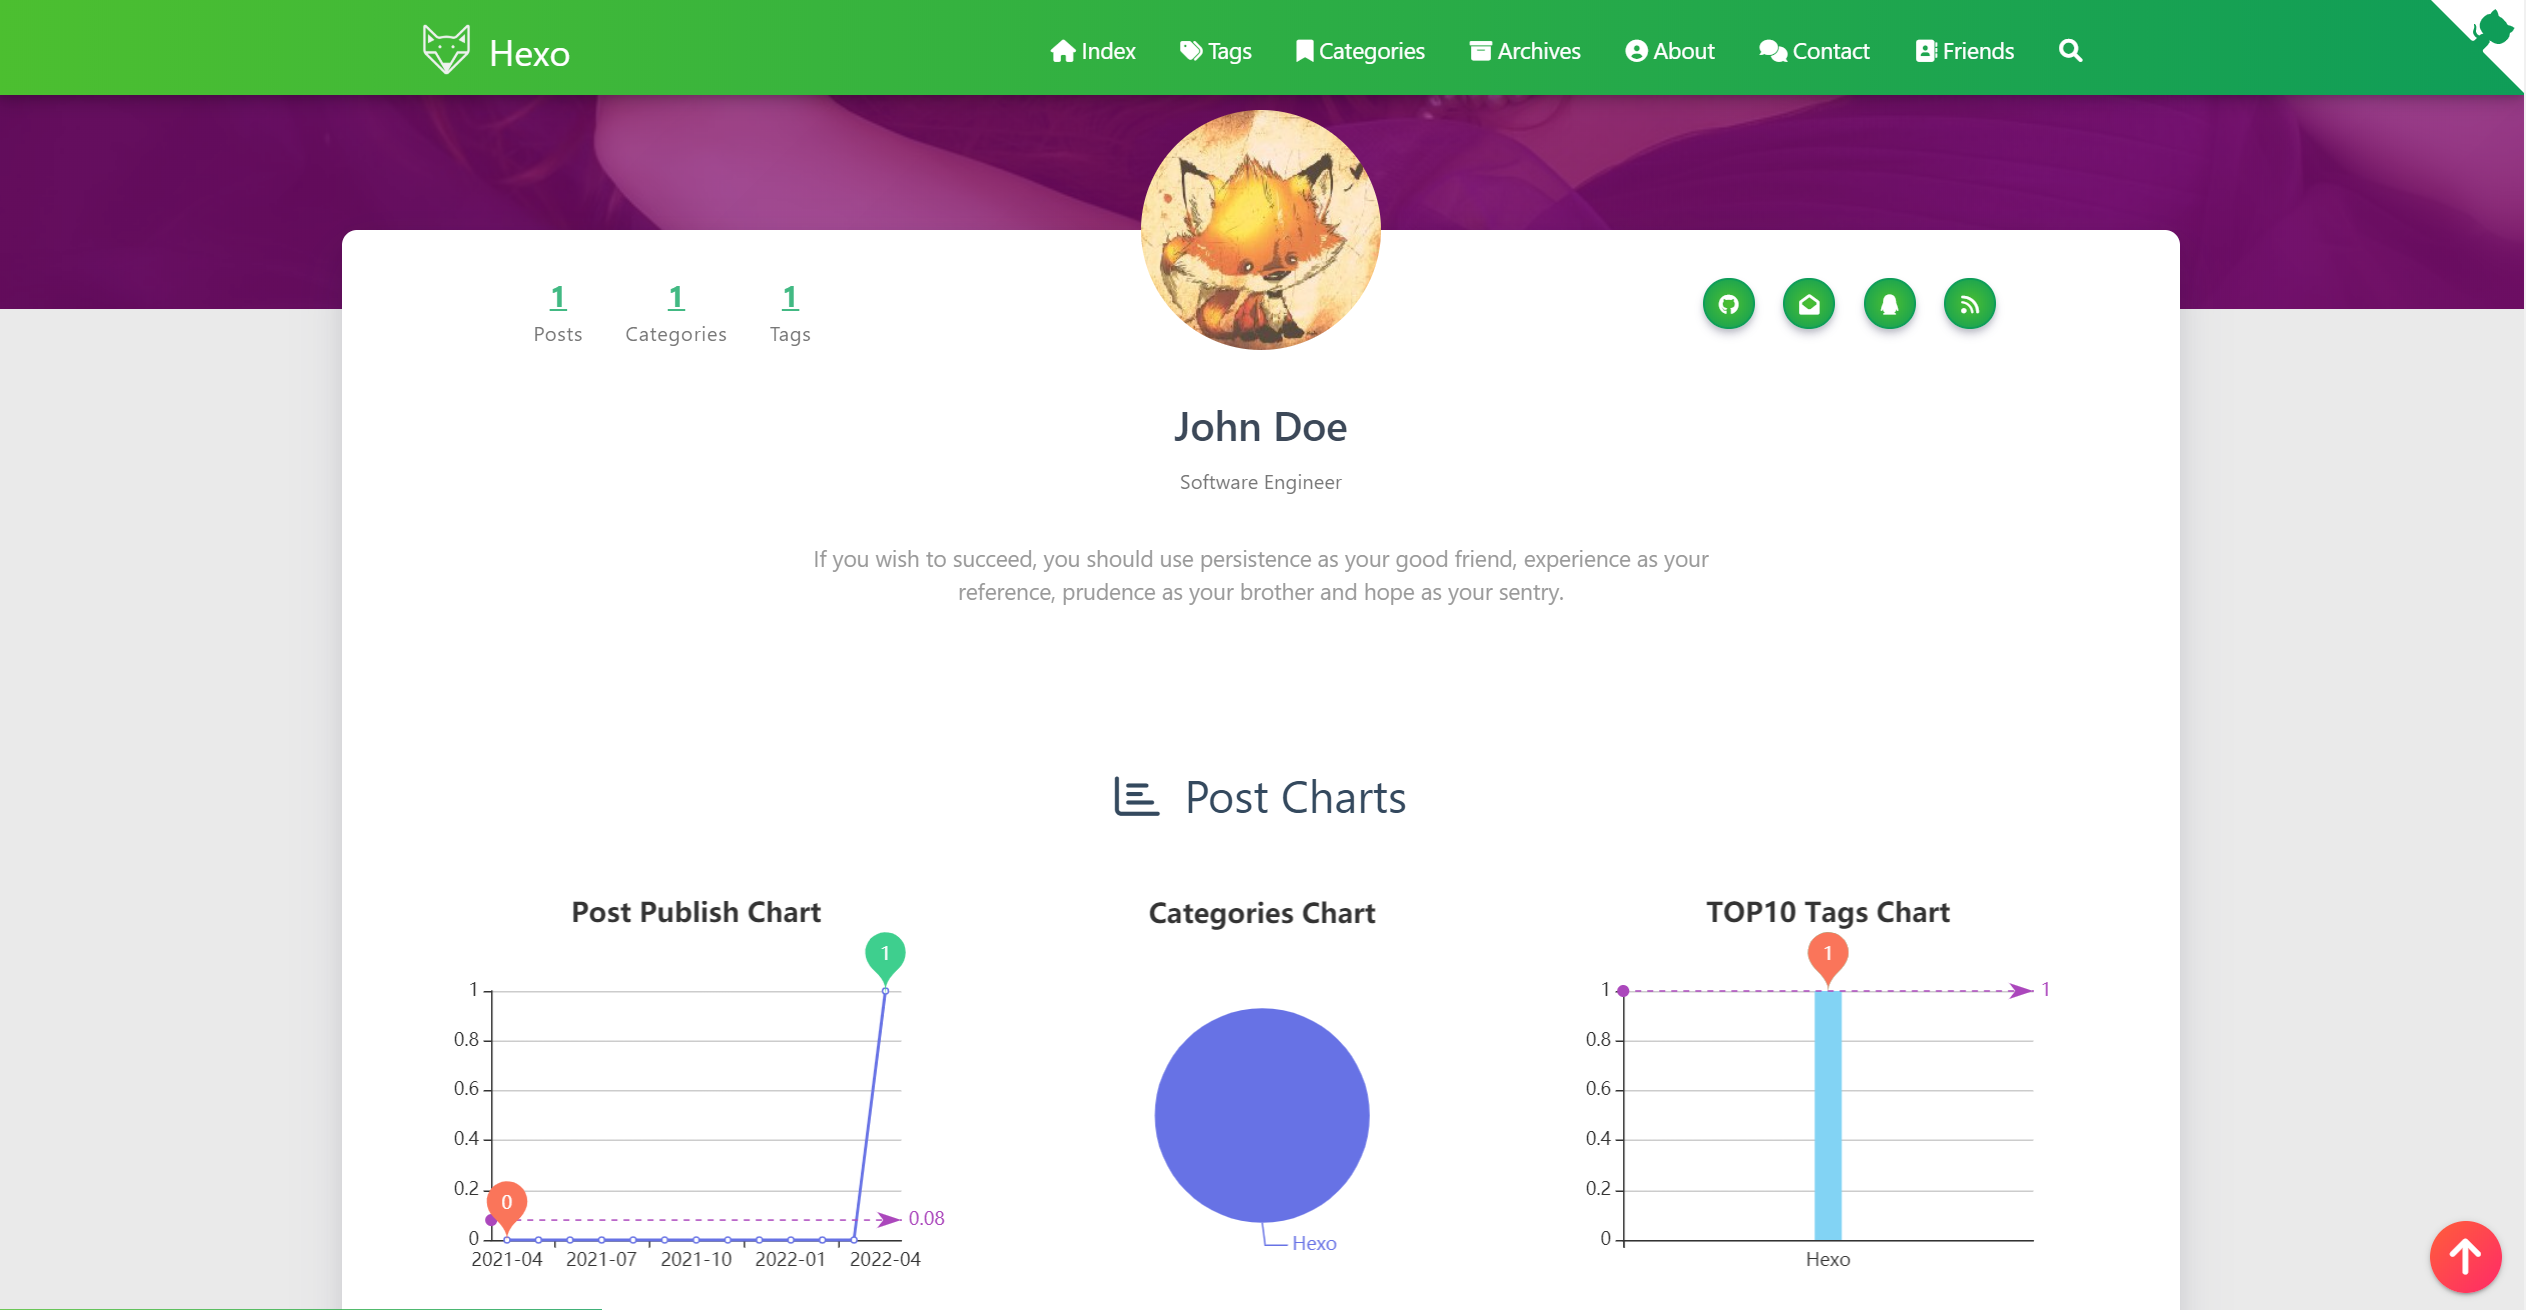 Hexo
Index Tags Categories Archives About Contact Friends
1 1 1
Posts Categories Tags
John Doe
Software Engineer
If you wish to succeed, you should use persistence as your good friend, experience as your
reference, prudence as your brother and hope as your sentry.
Post Charts
Post Publish Chart
1
1
0.8
0.6
0.4
0.2
0
0
0.08
2021-04 2021-07 2021-10 2022-01 2022-04
Categories Chart
Hexo
TOP10 Tags Chart
1
1
1
0.8
0.6
0.4
0.2
0
Hexo